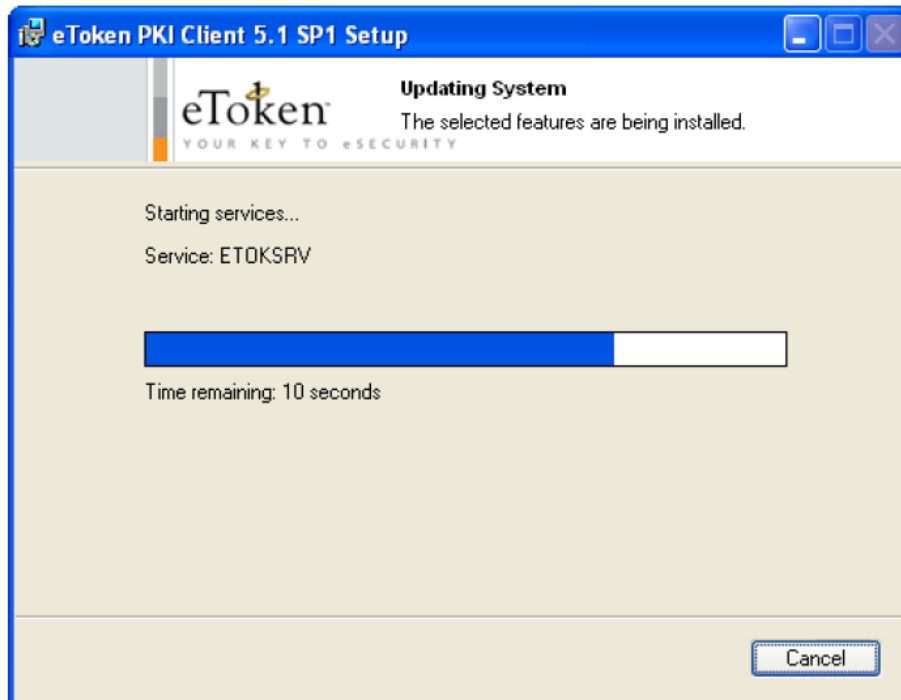 eToken PKI Client 5.1 SP1 Setup
eToken
YOUR KEY TO eSECURITY
Updating System
The selected features are being installed.
Starting services...
Service: ETOKSRV
Time remaining: 10 seconds
Cancel